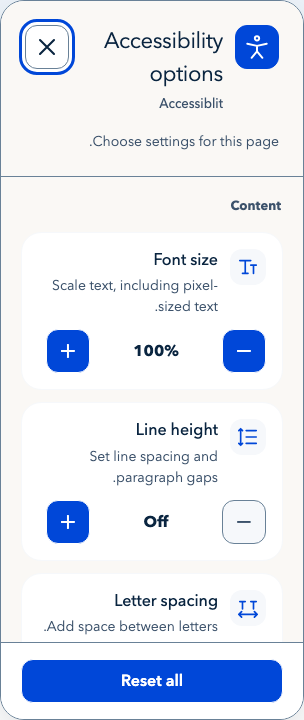 Accessibility
options
Accessiblit
.Choose settings for this page
Content
Font size
Scale text, including pixel-
.sized text
100%
Line height
Set line spacing and
.paragraph gaps
Off
Letter spacing
.Add space between letters
Reset all